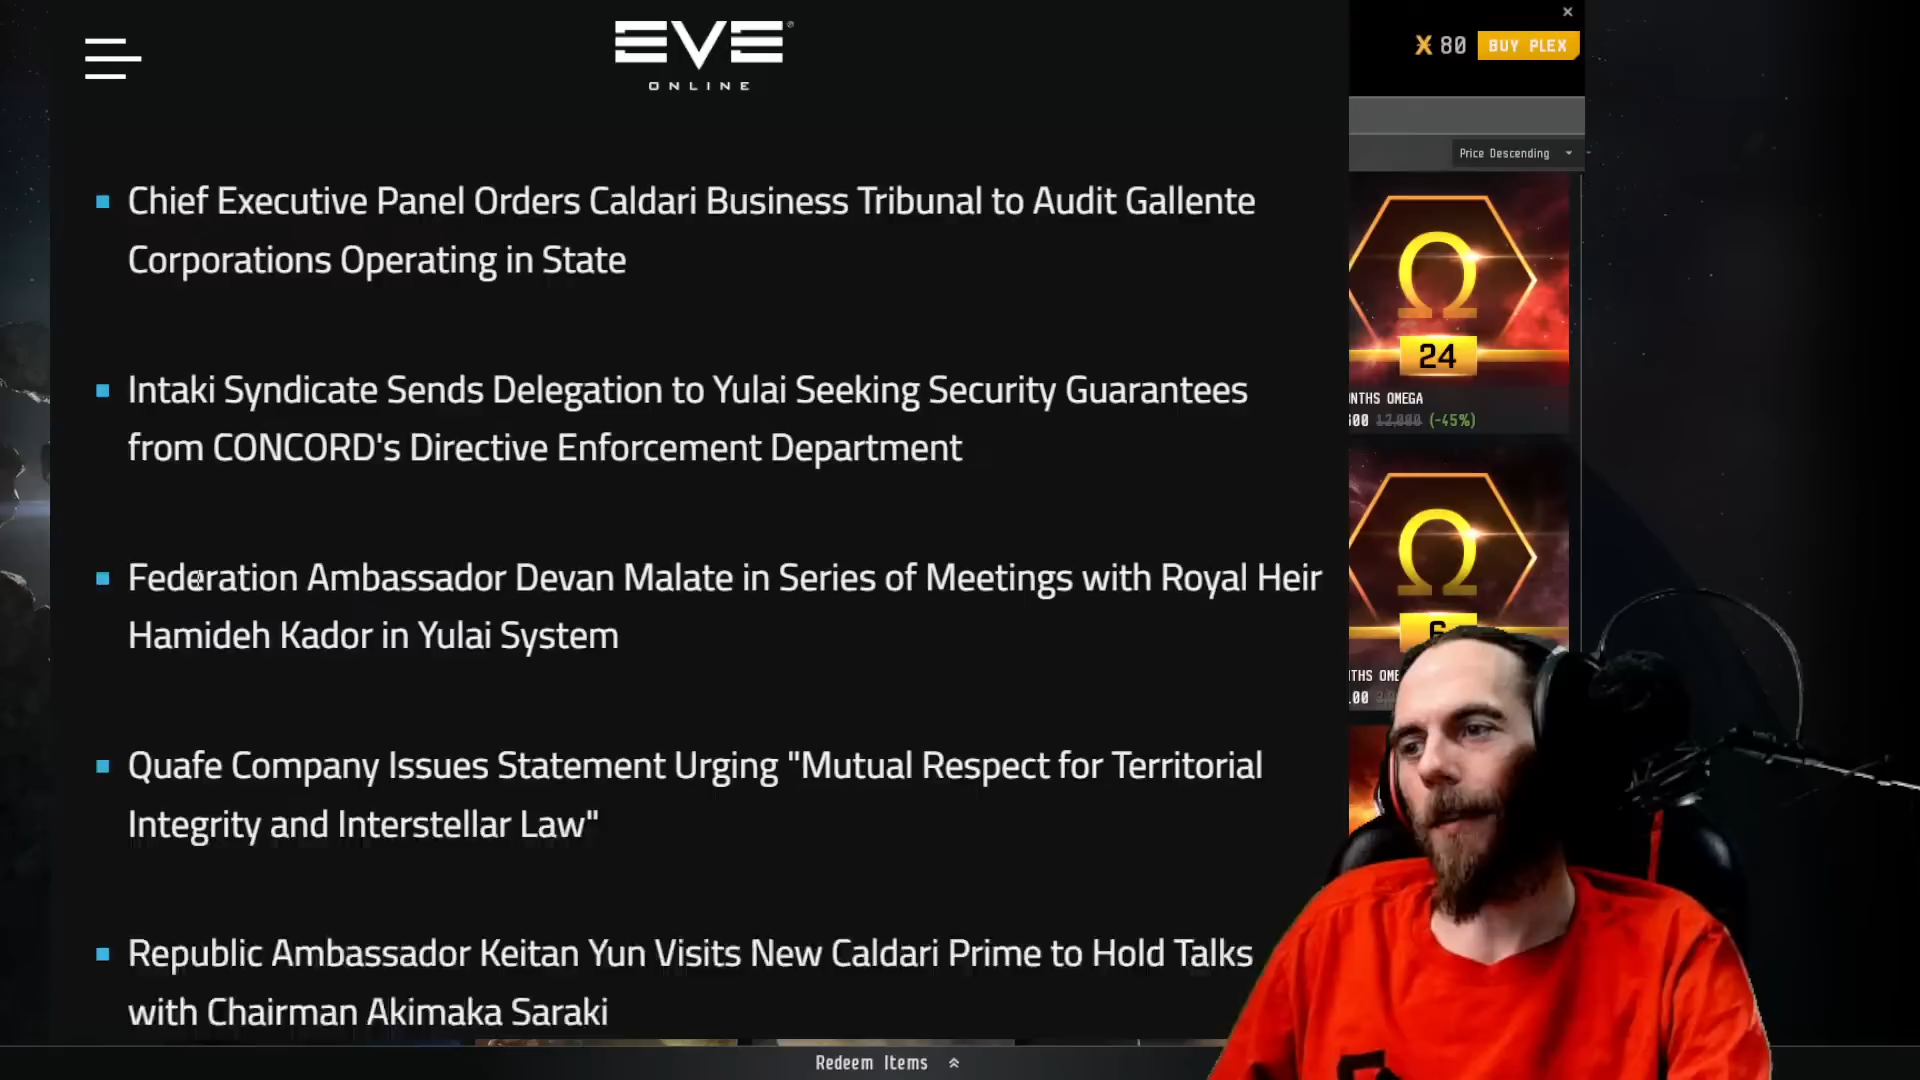 EVE
ONLINE
80
BUY PLEX
Price Descending
Chief Executive Panel Orders Caldari Business Tribunal to Audit Gallente
Corporations Operating in State
Intaki Syndicate Sends Delegation to Yulai Seeking Security Guarantees
from CONCORD's Directive Enforcement Department
Federation Ambassador Devan Malate in Series of Meetings with Royal Heir
Hamideh Kador in Yulai System
Quafe Company Issues Statement Urging "Mutual Respect for Territorial
Integrity and Interstellar Law"
Republic Ambassador Keitan Yun Visits New Caldari Prime to Hold Talks
with Chairman Akimaka Saraki
Ω
24
NTHS OMEGA
600 12,000 (-45%)
Ω
6
Redeem Items